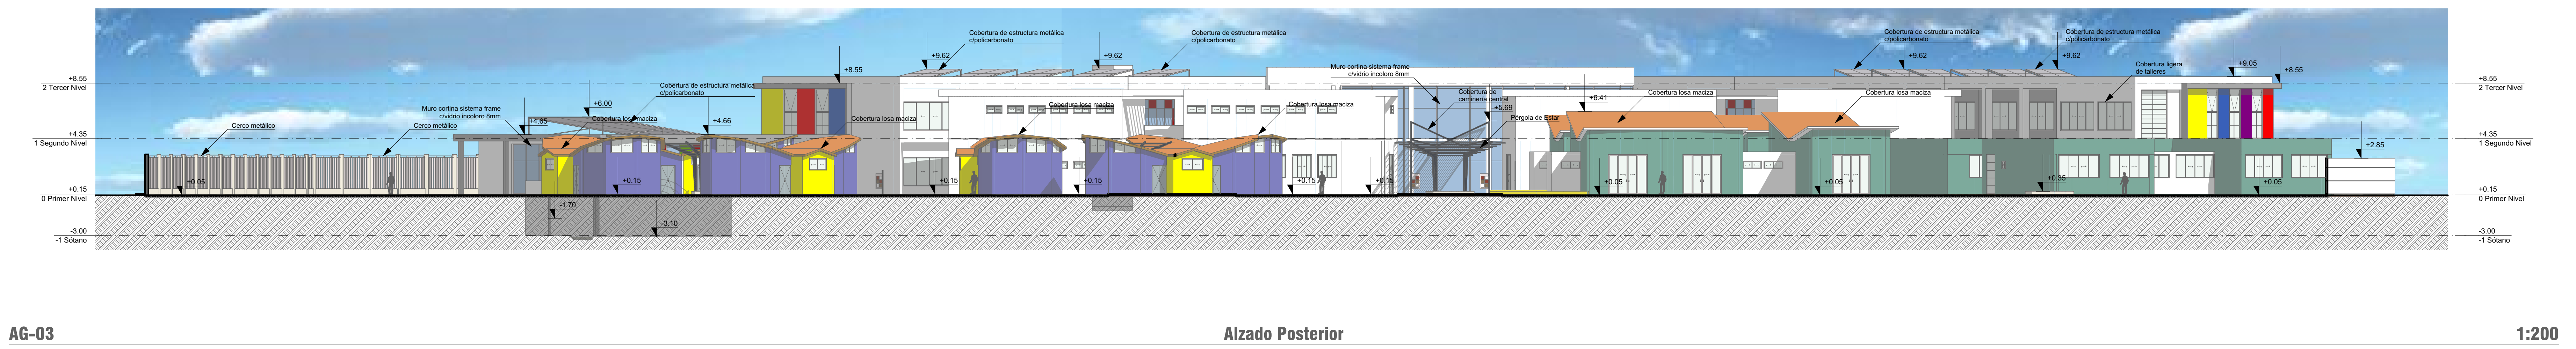 Cobertura de estructura metálica
c/policarbonato
Cobertura de estructura metálica
c/policarbonato
Cobertura de estructura metálica
c/policarbonato
Cobertura de estructura metálica
c/policarbonato
+9.62
+9.62
+9.62
+9.62
+9.05
Muro cortina sistema frame
c/vidrio incoloro 8mm
Cobertura ligera
de talleres
+8.55
+8.55
+8.55
2 Tercer Nivel
+8.55
2 Tercer Nivel
Cobertura de estructura metálica
c/policarbonato
Cobertura de
caminería central
Cobertura losa maciza
Cobertura losa maciza
+6.41
+6.00
Cobertura losa maciza
Cobertura losa maciza
+5.69
Muro cortina sistema frame
c/vidrio incoloro 8mm
Cobertura losa maciza
Cobertura losa maciza
Pérgola de Estar
+4.65
+4.66
Cerco metálico
Cerco metálico
+4.35
1 Segundo Nivel
+4.35
1 Segundo Nivel
+2.85
+0.05
+0.15
+0.15
+0.15
+0.15
+0.15
+0.05
+0.05
+0.35
+0.05
+0.15
0 Primer Nivel
+0.15
0 Primer Nivel
-1.70
-3.10
-3.00
-1 Sótano
-3.00
-1 Sótano
AG-03
Alzado Posterior
1:200